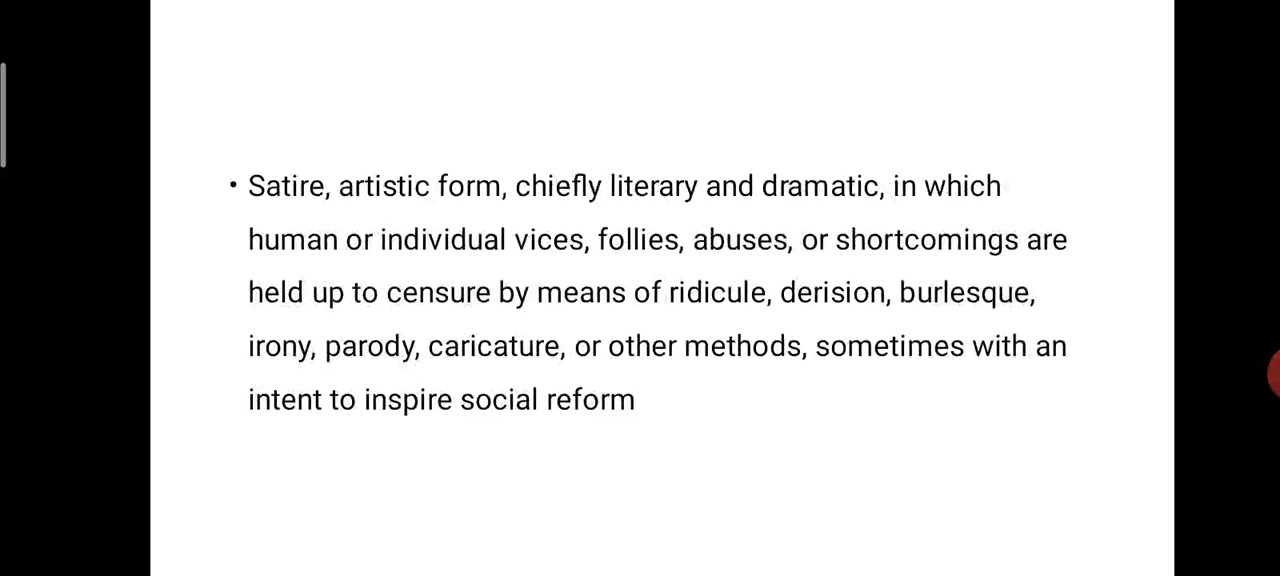 • Satire, artistic form, chiefly literary and dramatic, in which
human or individual vices, follies, abuses, or shortcomings are
held up to censure by means of ridicule, derision, burlesque,
irony, parody, caricature, or other methods, sometimes with an
intent to inspire social reform